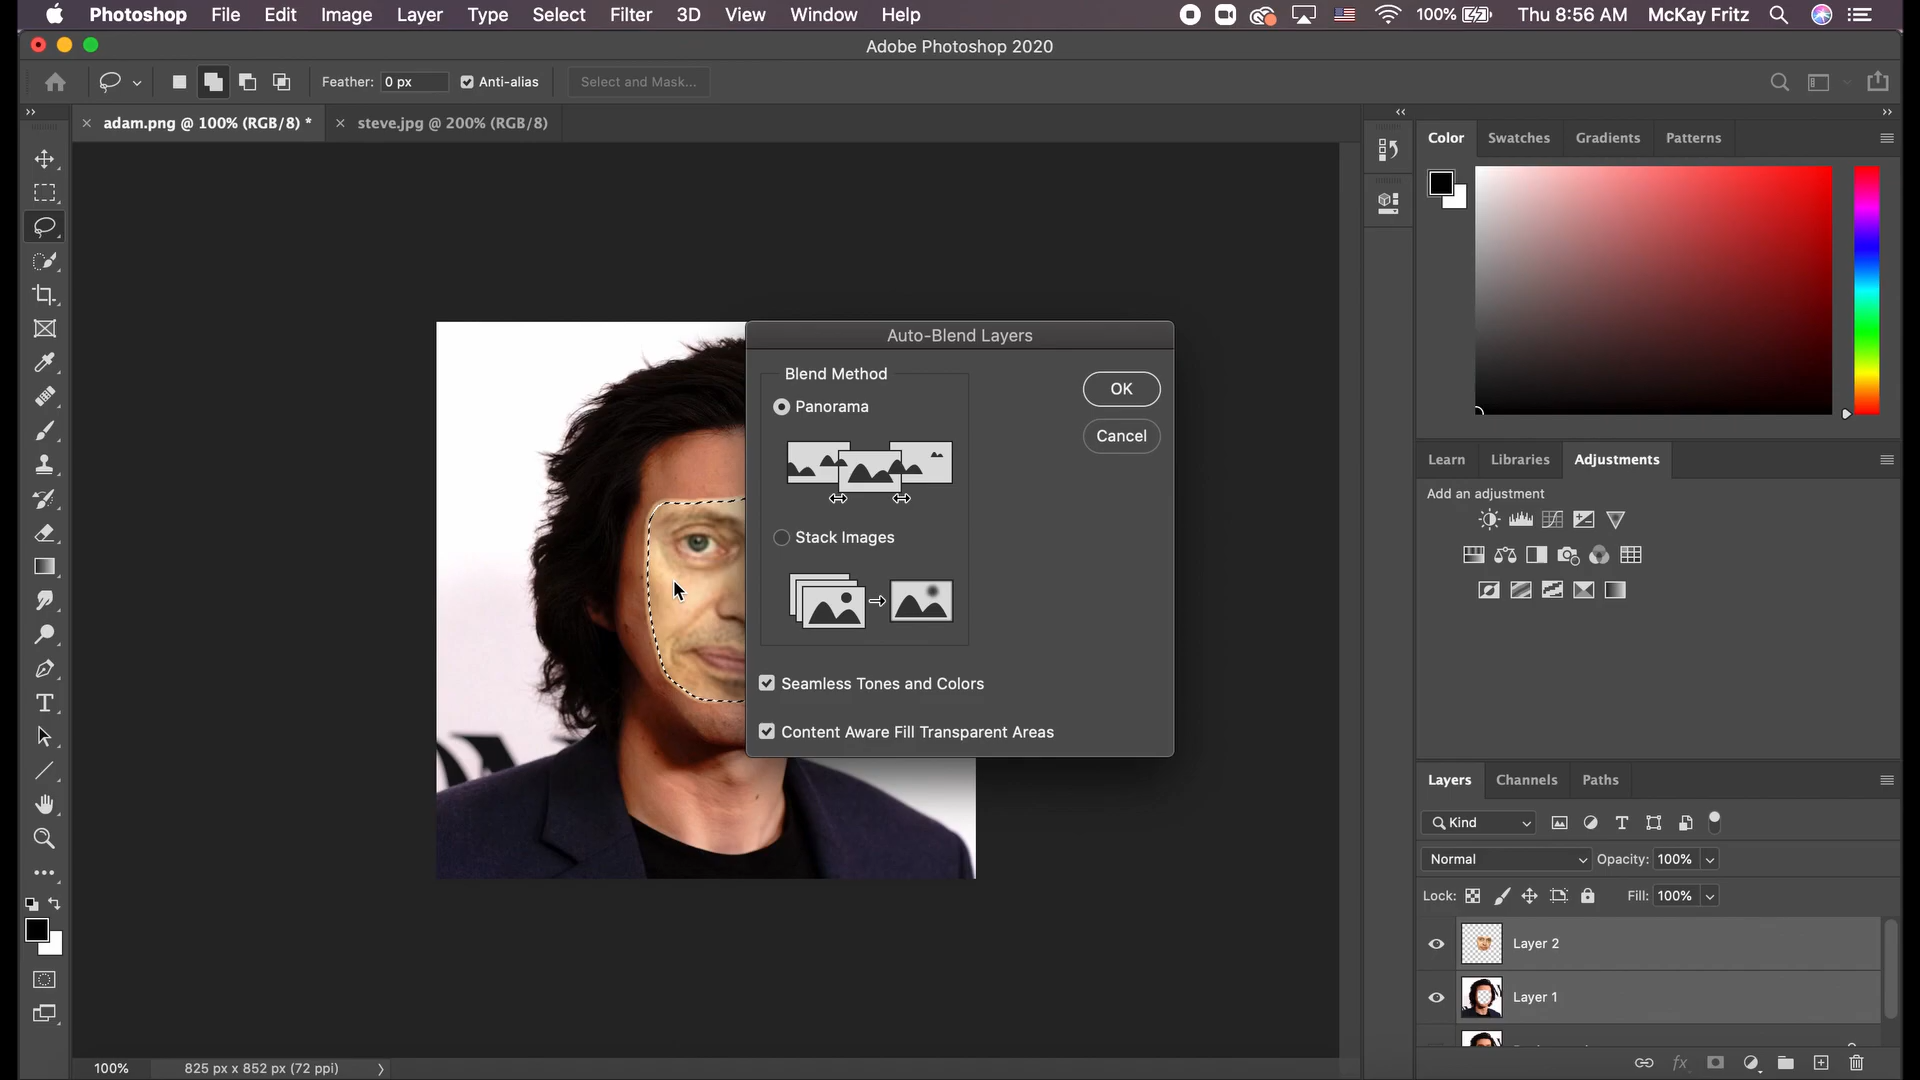 Photoshop File Edit Image Layer Type Select Filter 3D View Window Help 100% Thu 8:56 AM McKay Fritz
Adobe Photoshop 2020
Feather: 0 px Anti-alias Select and Mask...
adam.png @ 100% (RGB/8) * steve.jpg @ 200% (RGB/8)
Color Swatches Gradients Patterns
Auto-Blend Layers
Blend Method
Panorama
OK
Cancel
Stack Images
Seamless Tones and Colors
Content Aware Fill Transparent Areas
Learn Libraries Adjustments
Add an adjustment
Layers Channels Paths
Kind
Normal Opacity: 100%
Lock: Fill: 100%
Layer 2
Layer 1
fx
100% 825 px x 852 px (72 ppi)